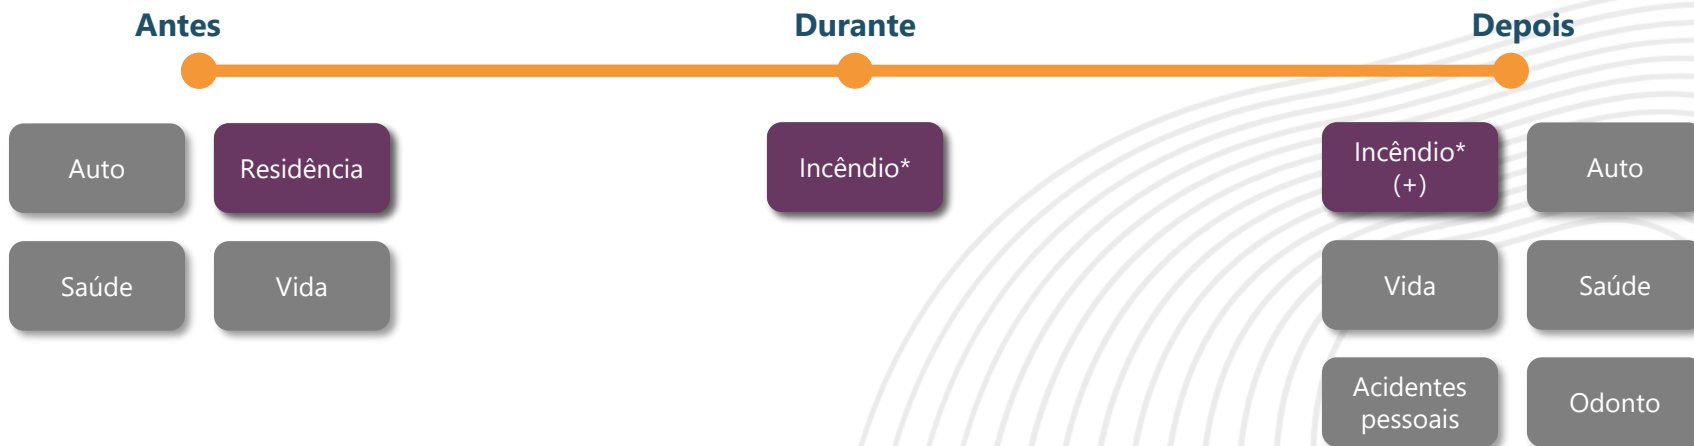 Antes
Durante
Depois
Auto
Residência
Incêndio*
Incêndio*
(+)
Auto
Saúde
Vida
Vida
Saúde
Acidentes
pessoais
Odonto